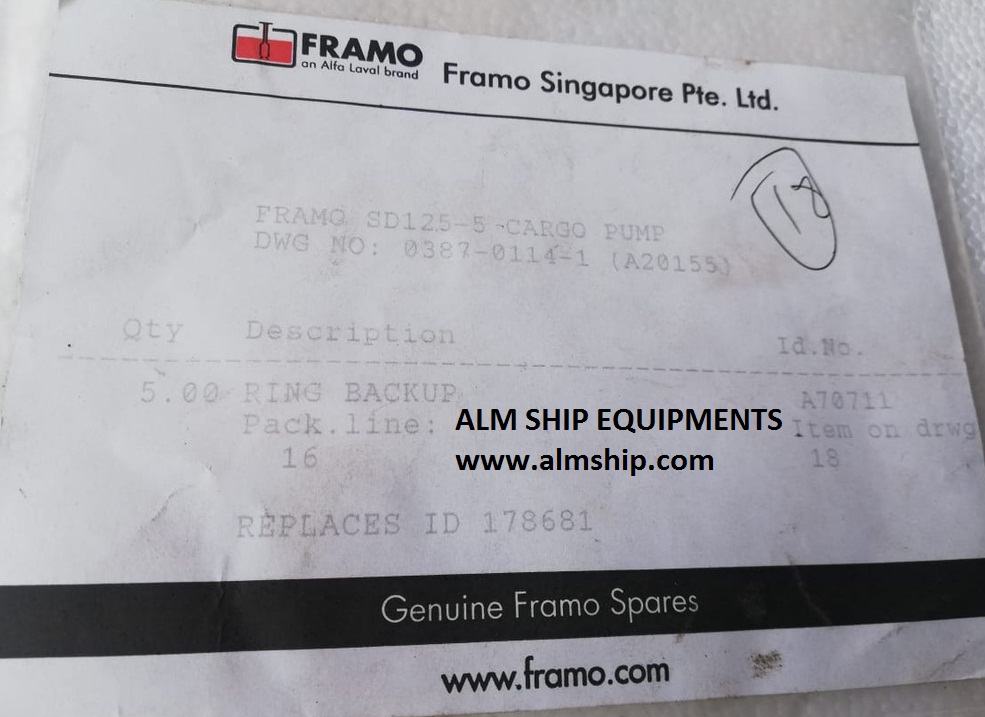 FRAMO
an Alfa Laval brand
Framo Singapore Pte. Ltd.
18
FRAMO SD125-5 CARGO PUMP
DWG NO: 0387-0114-1 (A20155)
Qty Description Id.No.
5.00 RING BACKUP A70711
Pack.line: Item on drwg
16 18
ALM SHIP EQUIPMENTS
www.almship.com
REPLACES ID 178681
Genuine Framo Spares
www.framo.com